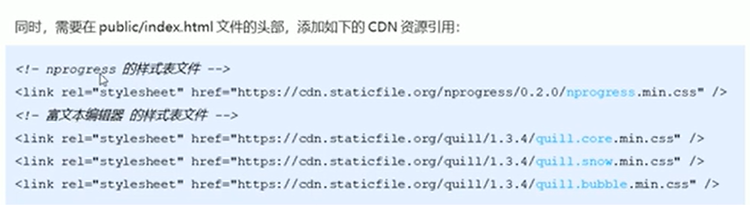 同时，需要在 public/index.html 文件的头部，添加如下的 CDN 资源引用：
<!- nprogress 的样式表文件 -->
<link rel="stylesheet" href="https://cdn.staticfile.org/nprogress/0.2.0/nprogress.min.css" />
<!- 富文本编辑器 的样式表文件 -->
<link rel="stylesheet" href="https://cdn.staticfile.org/quill/1.3.4/quill.core.min.css" />
<link rel="stylesheet" href="https://cdn.staticfile.org/quill/1.3.4/quill.snow.min.css" />
<link rel="stylesheet" href="https://cdn.staticfile.org/quill/1.3.4/quill.bubble.min.css" />